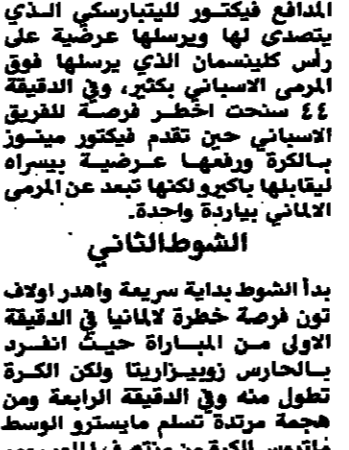 المدافع فيكتور لليتبارسكي الذي
يتصدى لها ويرسلها عرضية على
رأس كلينسمان الذي يرسلها فوق
المرمى الاسباني بكثير، وفي الدقيقة
٤٤ سنحت اخطر فرصة للفريق
الاسباني حين تقدم فيكتور مينوز
بالكرة ورفعها عرضية بيسراه
ليقابلها باكيرو لكنها تبعد عن المرمى
الالماني بياردة واحدة.
الشوط الثاني
بدأ الشوط بداية سريعة واهدر اولاف
تون فرصة خطرة لالمانيا في الدقيقة
الاولى من المباراة حيث انفرد
بالحارس زوبيزاريتا ولكن الكرة
تطول منه وفي الدقيقة الرابعة ومن
هجمة مرتدة تسلم مايسترو الوسط
ماتيوس الكرة من